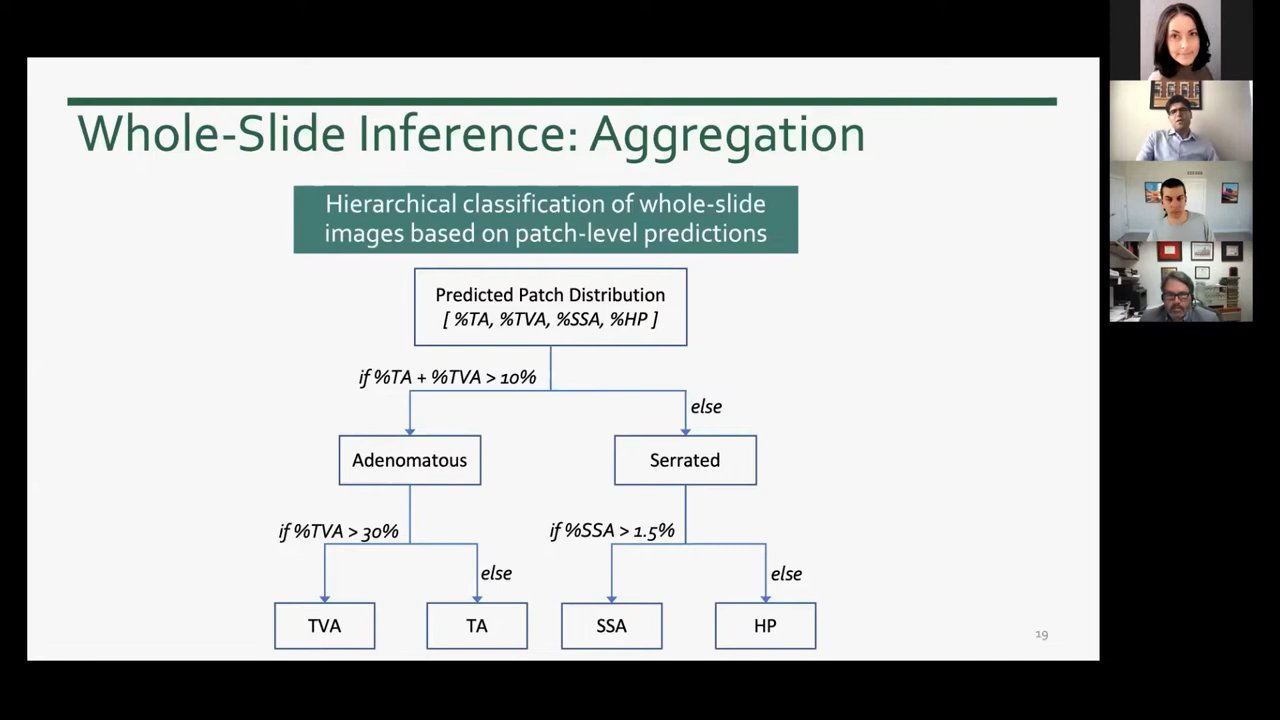 Whole-Slide Inference: Aggregation
Hierarchical classification of whole-slide
images based on patch-level predictions
Predicted Patch Distribution
[ %TA, %TVA, %SSA, %HP ]
if %TA + %TVA > 10%
else
Adenomatous
Serrated
if %TVA > 30%
if %SSA > 1.5%
else
else
TVA
TA
SSA
HP
19